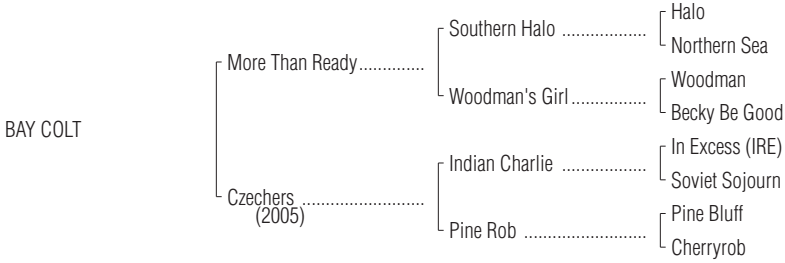 Halo
Southern Halo ...................
Northern Sea
More Than Ready..............
Woodman
Woodman's Girl.................
Becky Be Good
BAY COLT
In Excess (IRE)
Indian Charlie ...................
Soviet Sojourn
Czechers ...........................
(2005)
Pine Bluff
Pine Rob ...........................
Cherryrob